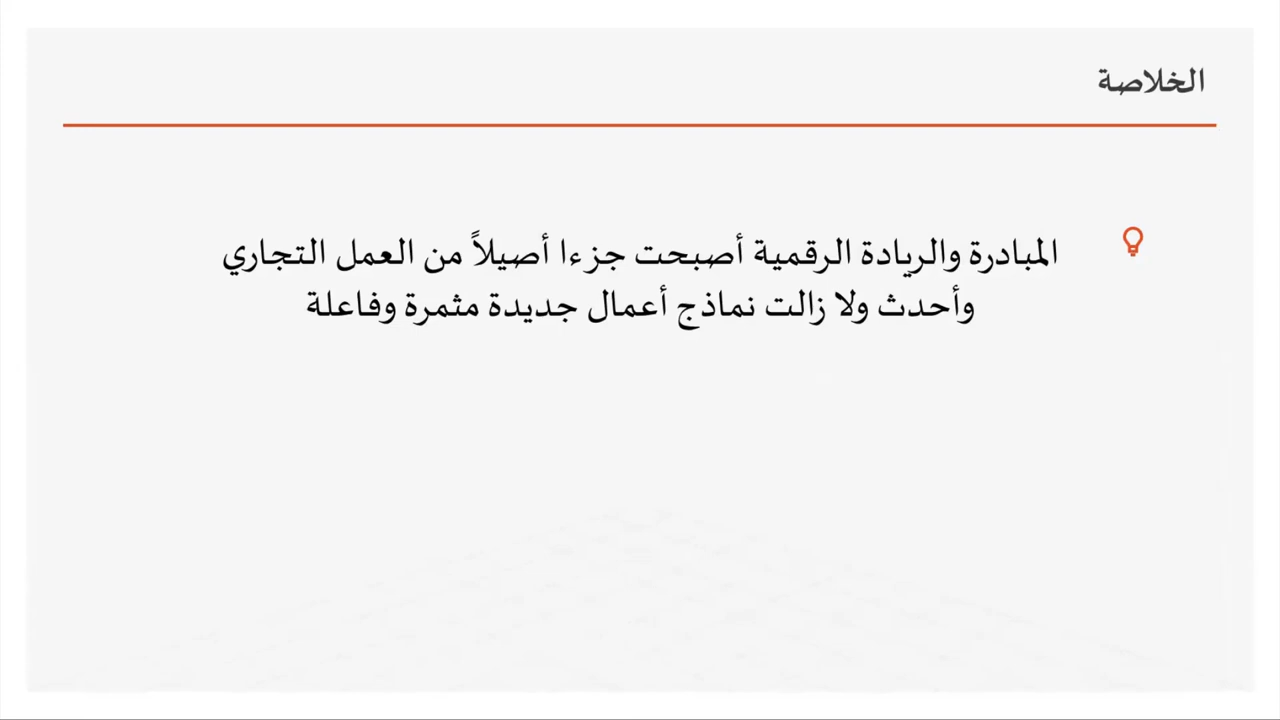 الخلاصة
المبادرة والريادة الرقمية أصبحت جزءا أصيلاً من العمل التجاري
وأحدث ولا زالت نماذج أعمال جديدة مثمرة وفاعلة